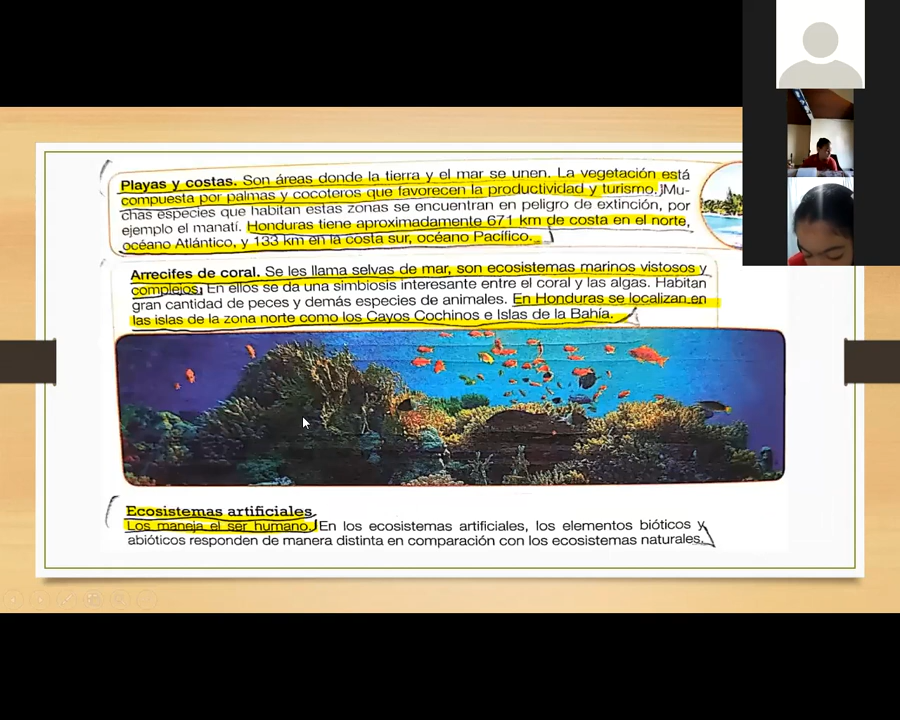 Playas y costas. Son áreas donde la tierra y el mar se unen. La vegetación está
compuesta por palmas y cocoteros que favorecen la productividad y turismo. Mu-
chas especies que habitan estas zonas se encuentran en peligro de extinción, por
ejemplo el manatí. Honduras tiene aproximadamente 671 km de costa en el norte,
océano Atlántico, y 133 km en la costa sur, océano Pacífico.
Arrecifes de coral. Se les llama selvas de mar, son ecosistemas marinos vistosos y
complejos. En ellos se da una simbiosis interesante entre el coral y las algas. Habitan
gran cantidad de peces y demás especies de animales. En Honduras se localizan en
las islas de la zona norte como los Cayos Cochinos e Islas de la Bahía.
Ecosistemas artificiales
Los maneja el ser humano. En los ecosistemas artificiales, los elementos bióticos y
abióticos responden de manera distinta en comparación con los ecosistemas naturales.